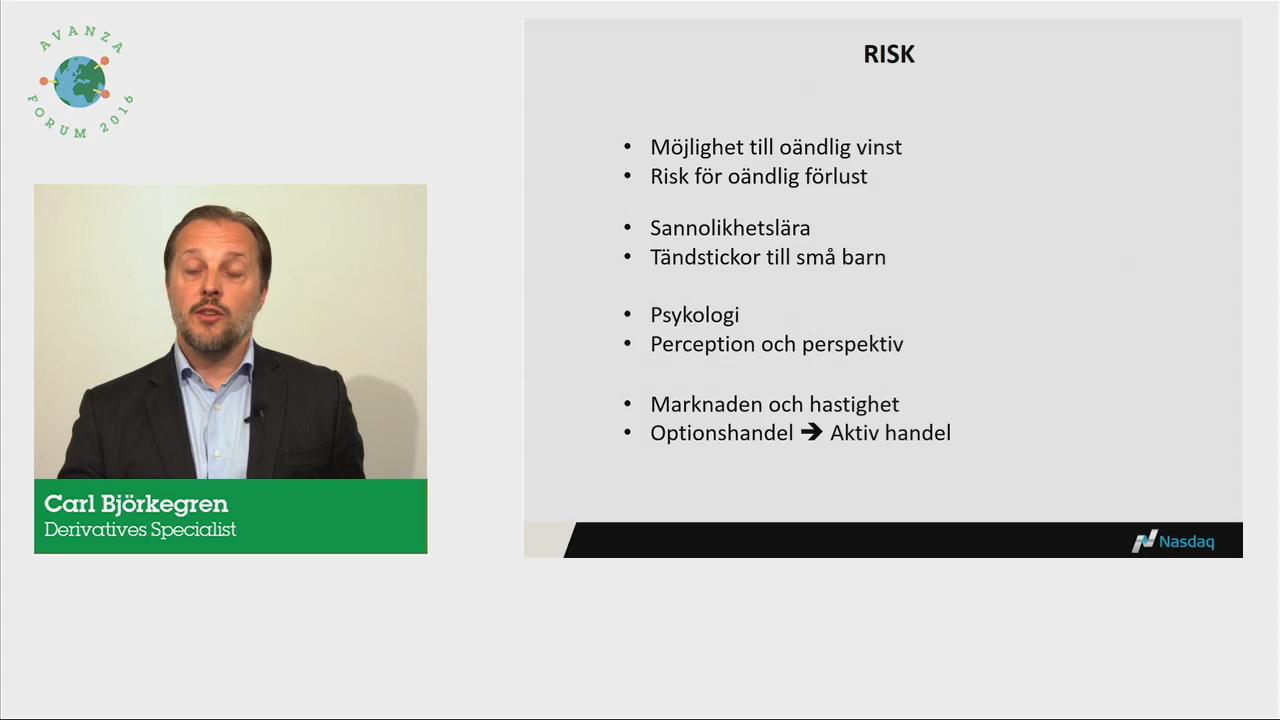 AVANZA
FORUM 2016
Carl Björkegren
Derivatives Specialist
RISK
• Möjlighet till oändlig vinst
• Risk för oändlig förlust
• Sannolikhetslära
• Tändstickor till små barn
• Psykologi
• Perception och perspektiv
• Marknaden och hastighet
• Optionshandel ➔ Aktiv handel
Nasdaq